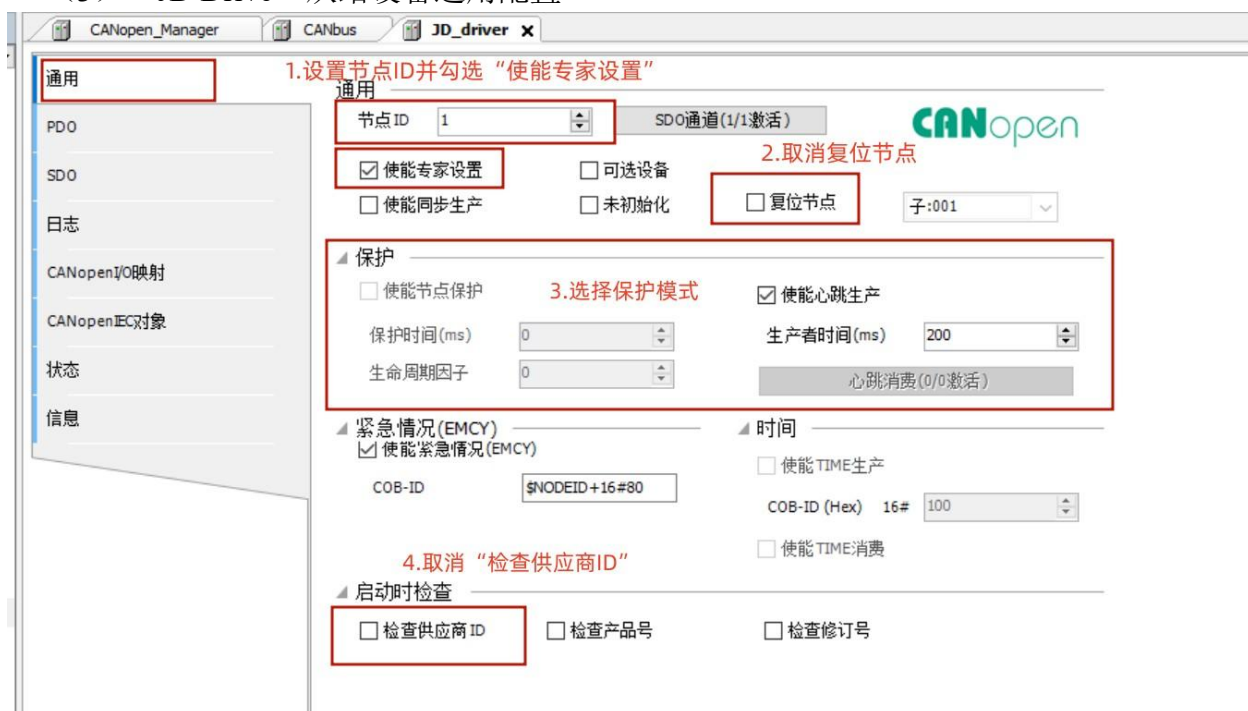 CANopen_Manager CANbus JD_driver x
通用
PDO
SDO
日志
CANopenI/O映射
CANopenIEC对象
状态
信息
1.设置节点ID并勾选“使能专家设置”
通用
节点ID 1 SDO通道(1/1激活)
CANopen
使能专家设置 可选设备
2.取消复位节点
使能同步生产 未初始化 复位节点 子:001
保护
使能节点保护 3.选择保护模式 使能心跳生产
保护时间(ms) 0 生产者时间(ms) 200
生命周期因子 0 心跳消费(0/0激活)
紧急情况(EMCY) 时间
使能紧急情况(EMCY) 使能TIME生产
COB-ID $NODEID+16#80 COB-ID (Hex) 16# 100
使能TIME消费
4.取消“检查供应商ID”
启动时检查
检查供应商ID 检查产品号 检查修订号